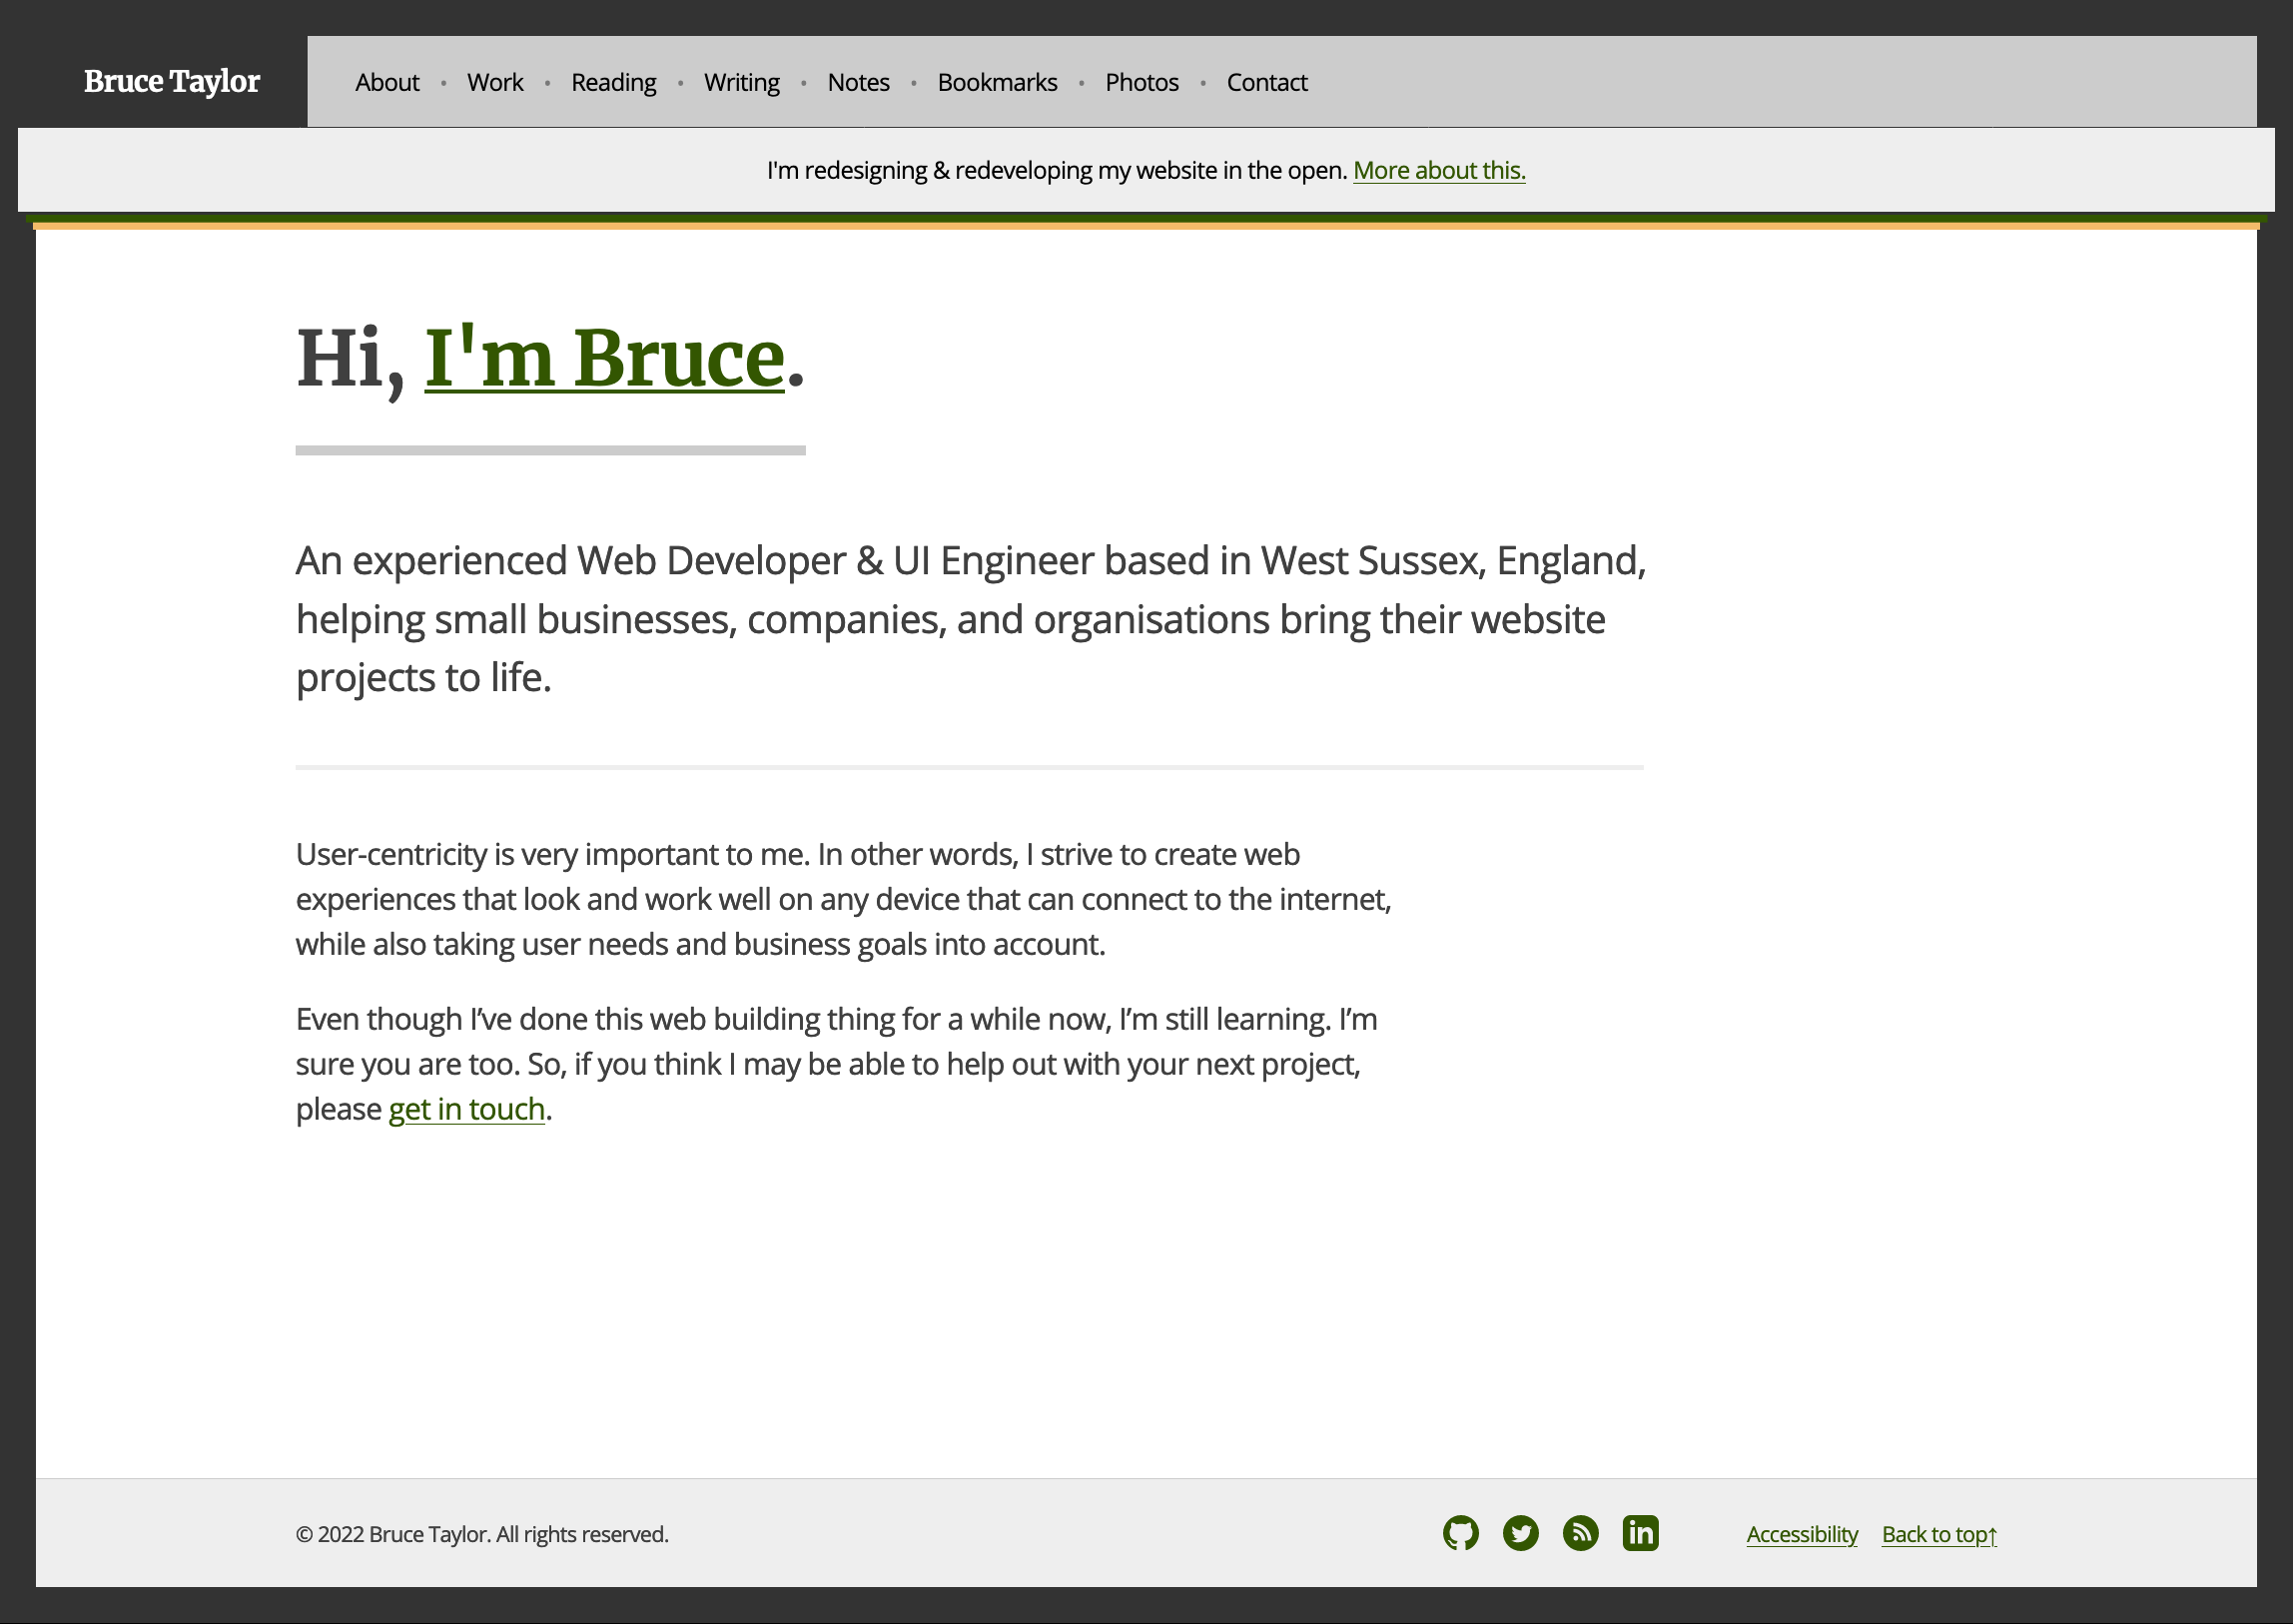 Bruce Taylor
About • Work • Reading • Writing • Notes • Bookmarks • Photos • Contact
I'm redesigning & redeveloping my website in the open. More about this.
Hi, I'm Bruce.
An experienced Web Developer & UI Engineer based in West Sussex, England,
helping small businesses, companies, and organisations bring their website
projects to life.
User-centricity is very important to me. In other words, I strive to create web
experiences that look and work well on any device that can connect to the internet,
while also taking user needs and business goals into account.
Even though I’ve done this web building thing for a while now, I’m still learning. I’m
sure you are too. So, if you think I may be able to help out with your next project,
please get in touch.
© 2022 Bruce Taylor. All rights reserved.
in
Accessibility Back to top↑